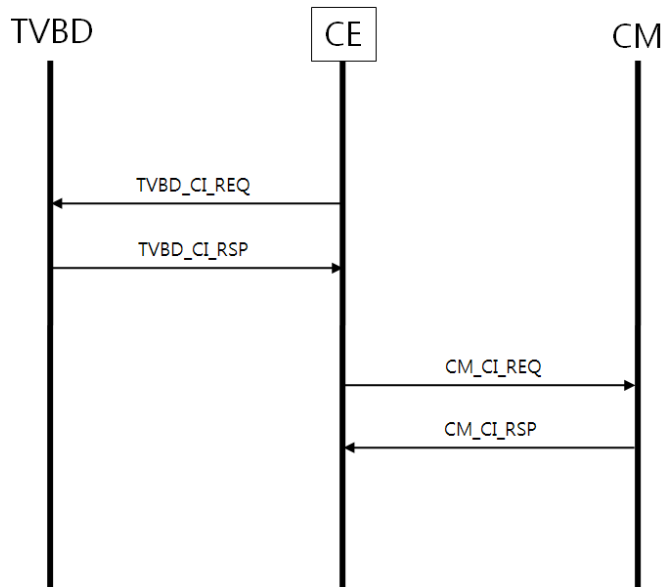 TVBD
CE
CM
TVBD_CI_REQ
TVBD_CI_RSP
CM_CI_REQ
CM_CI_RSP